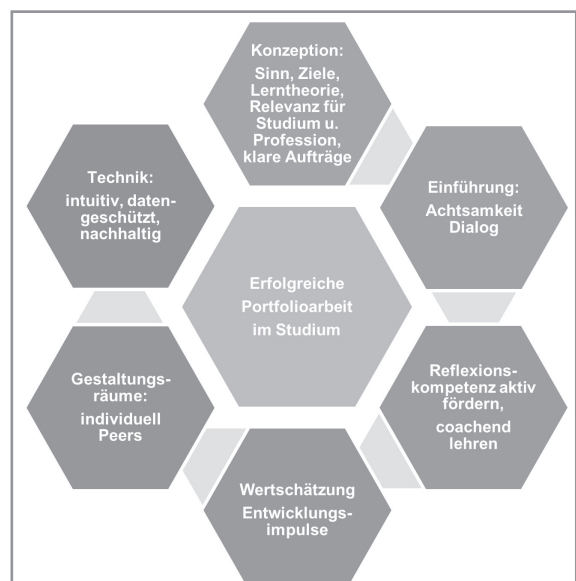 Konzeption:
Sinn, Ziele,
Lerntheorie,
Relevanz für
Studium u.
Profession,
klare Aufträge
Einführung:
Achtsamkeit
Dialog
Reflexions-
kompetenz aktiv
fördern,
coachend
lehren
Wertschätzung
Entwicklungs-
impulse
Gestaltungs-
räume:
individuell
Peers
Technik:
intuitiv, daten-
geschützt,
nachhaltig
Erfolgreiche
Portfolioarbeit
im Studium